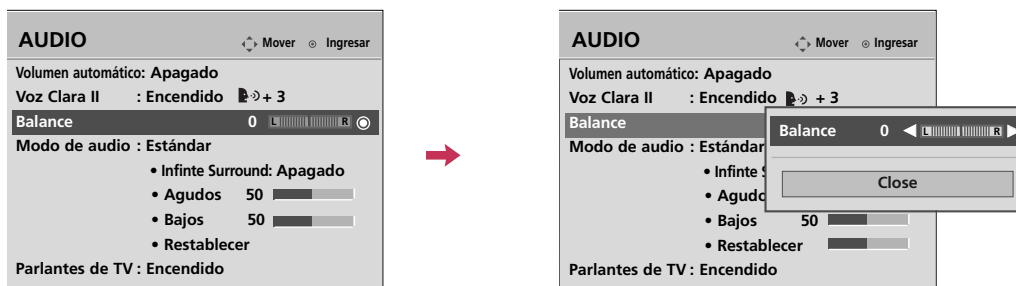 AUDIO
Mover Ingresar
Volumen automático: Apagado
Voz Clara II : Encendido + 3
Balance 0 L R
Modo de audio : Estándar
• Infinte Surround: Apagado
• Agudos 50
• Bajos 50
• Restablecer
Parlantes de TV : Encendido
AUDIO
Mover Ingresar
Volumen automático: Apagado
Voz Clara II : Encendido + 3
Balance
Modo de audio : Estándar
• Infinte S
• Agudo
• Bajos 50
• Restablecer
Parlantes de TV : Encendido
Balance 0 L R
Close